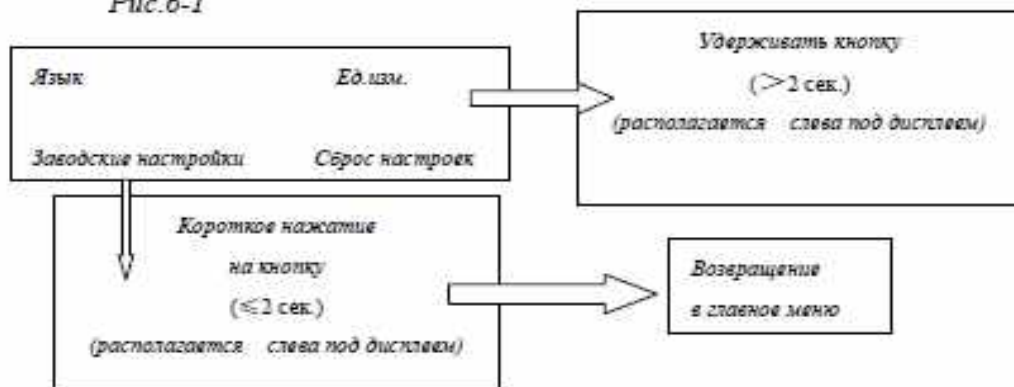 Рис.6-1
Язык Ед.изм.
Заводские настройки Сброс настроек
Удерживать кнопку
(＞2 сек.)
(располагается слева под дисплеем)
Короткое нажатие
на кнопку
(≤2 сек.)
(располагается слева под дисплеем)
Возвращение
в главное меню